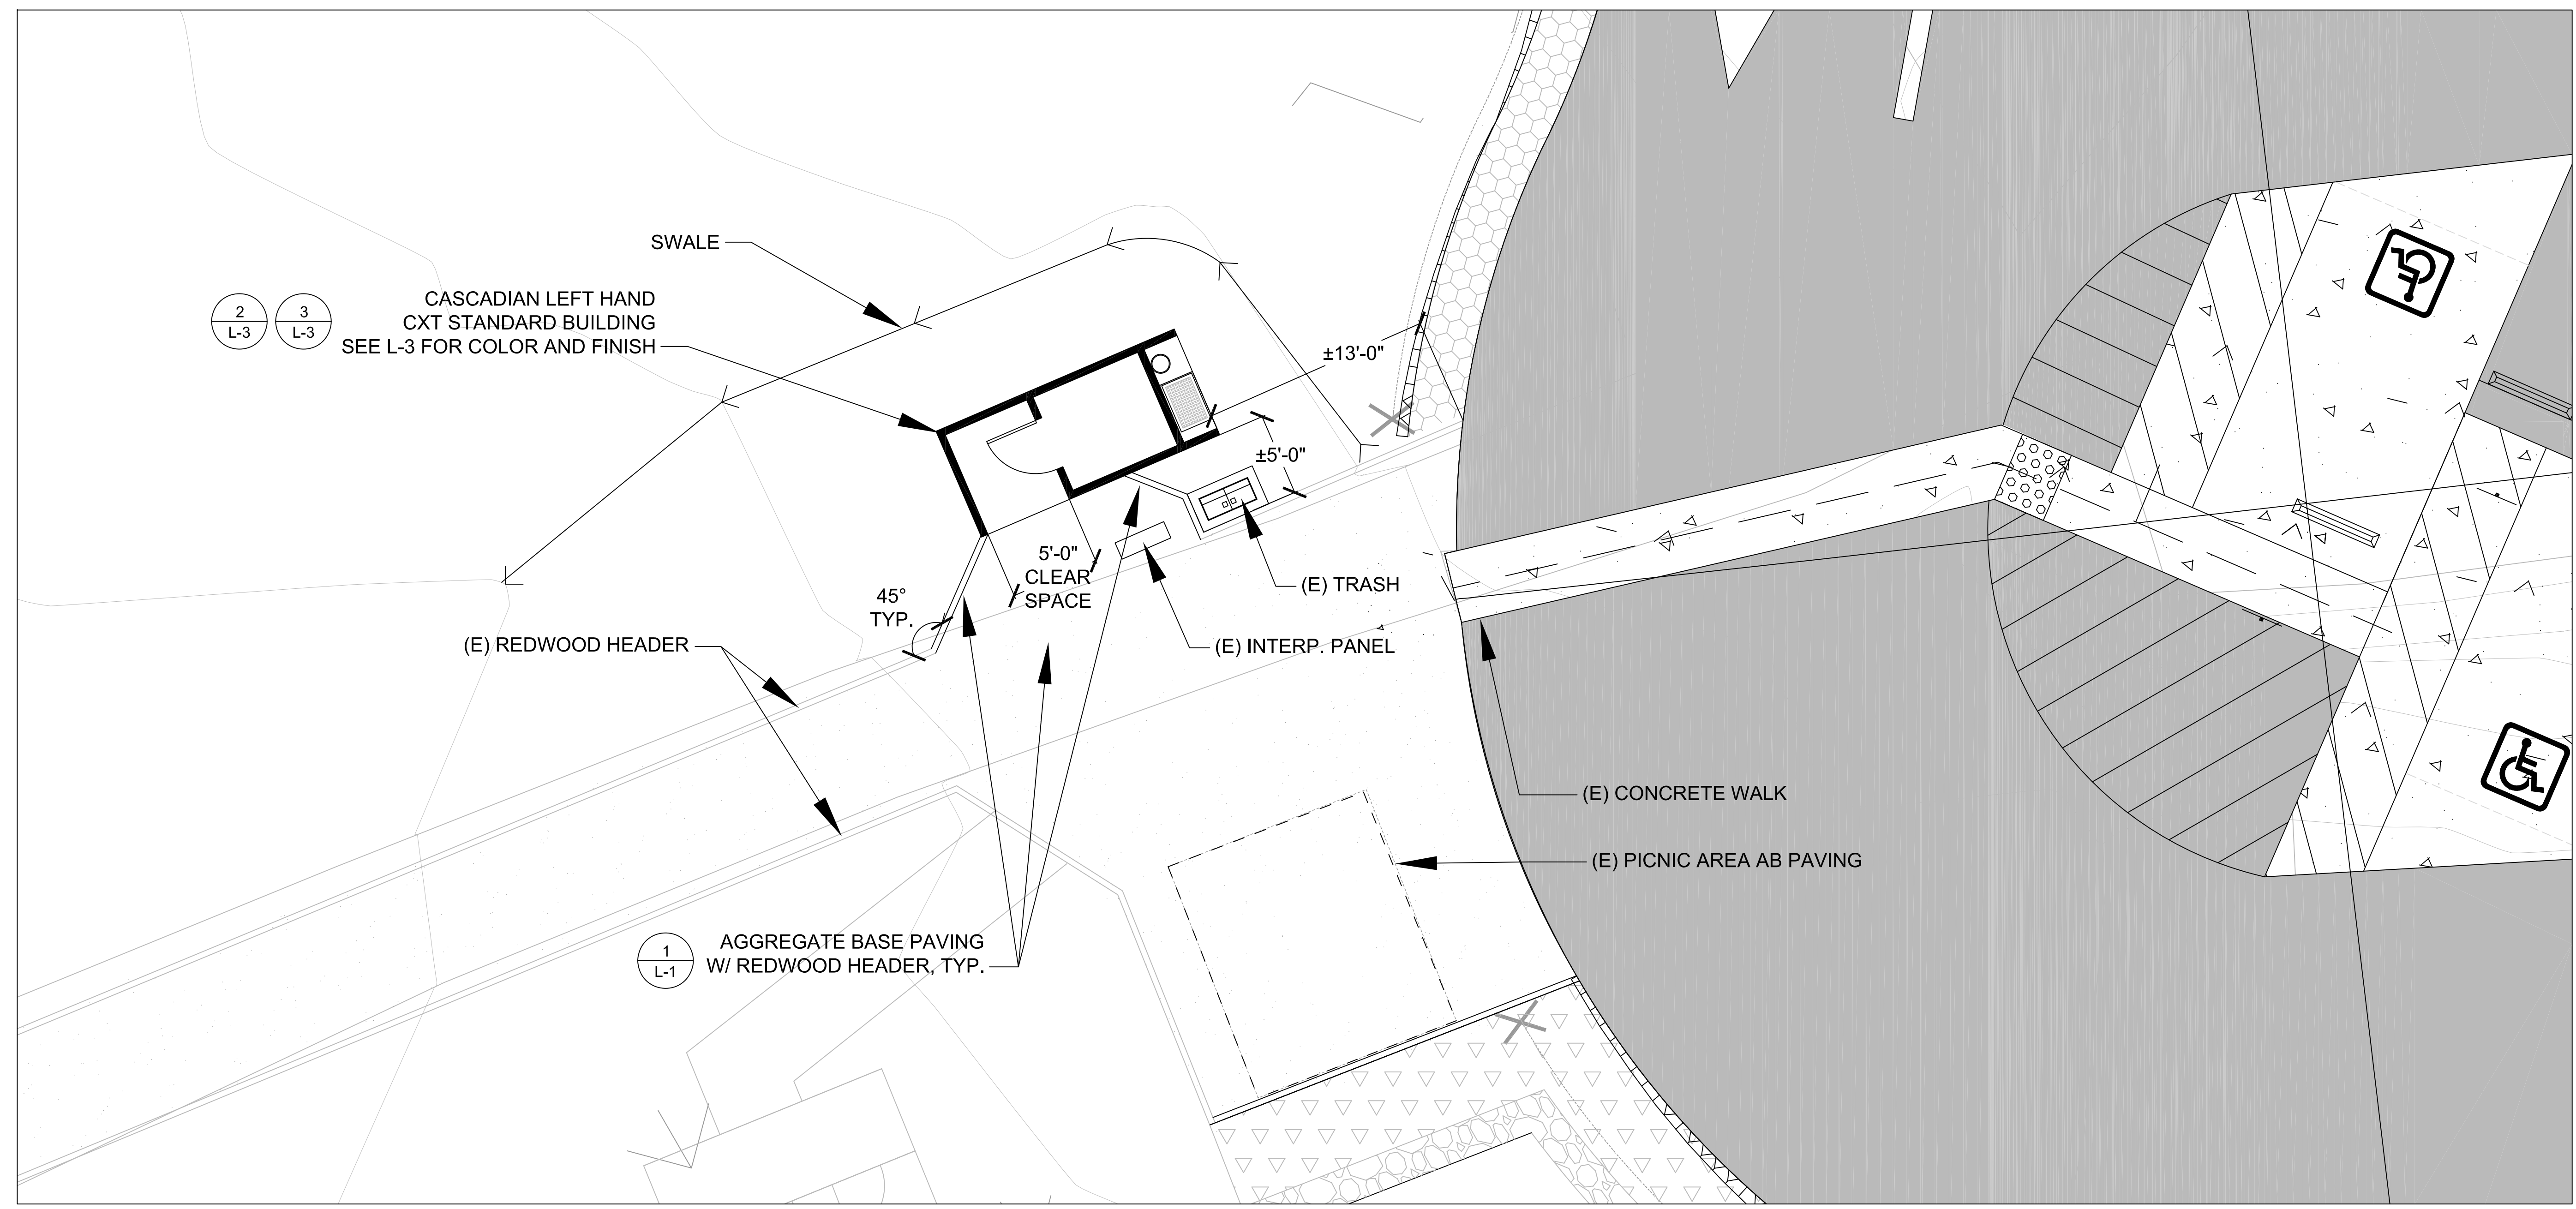 SWALE
2
L-3
3
L-3
CASCADIAN LEFT HAND
CXT STANDARD BUILDING
SEE L-3 FOR COLOR AND FINISH
±13'-0"
±5'-0"
5'-0"
CLEAR
SPACE
45°
TYP.
(E) TRASH
(E) INTERP. PANEL
(E) REDWOOD HEADER
(E) CONCRETE WALK
(E) PICNIC AREA AB PAVING
1
L-1
AGGREGATE BASE PAVING
W/ REDWOOD HEADER, TYP.